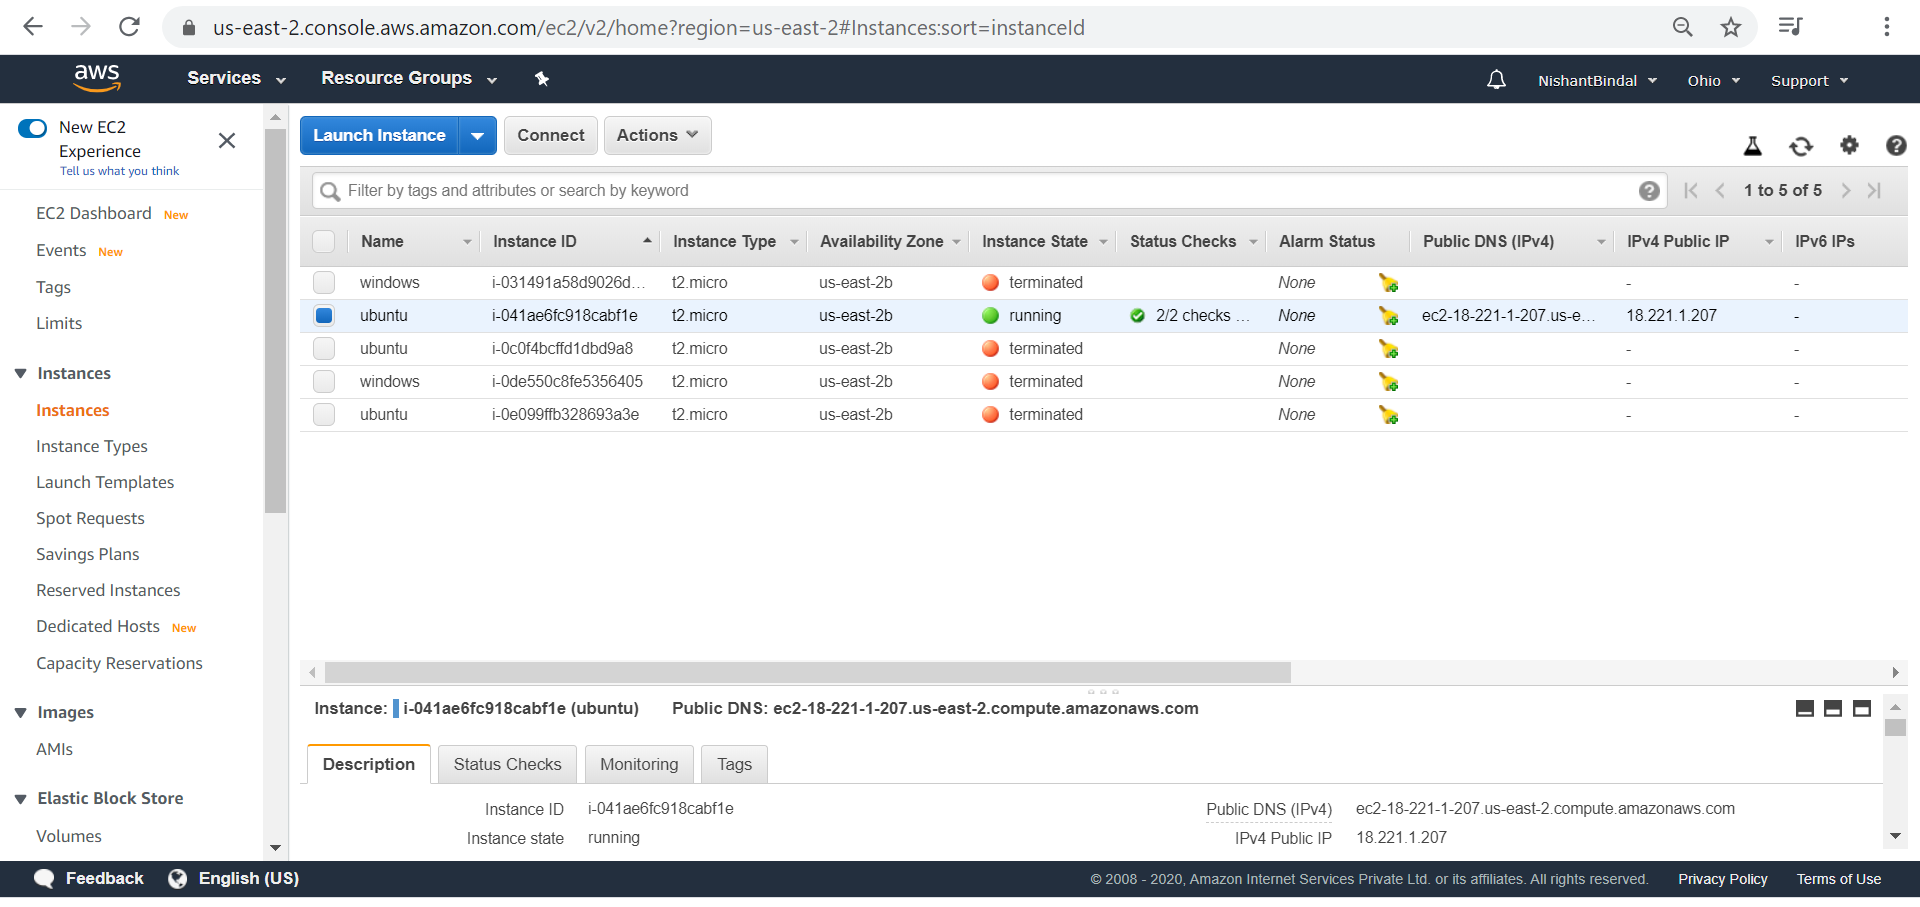 us-east-2.console.aws.amazon.com/ec2/v2/home?region=us-east-2#Instances:sort=instanceId
aws Services Resource Groups NishantBindal Ohio Support
New EC2 Experience
Tell us what you think
EC2 Dashboard New
Events New
Tags
Limits
Instances
Instances
Instance Types
Launch Templates
Spot Requests
Savings Plans
Reserved Instances
Dedicated Hosts New
Capacity Reservations
Images
AMIs
Elastic Block Store
Volumes
Launch Instance Connect Actions
Filter by tags and attributes or search by keyword 1 to 5 of 5
Name Instance ID Instance Type Availability Zone Instance State Status Checks Alarm Status Public DNS (IPv4) IPv4 Public IP IPv6 IPs
windows i-031491a58d9026d... t2.micro us-east-2b terminated None - -
ubuntu i-041ae6fc918cabf1e t2.micro us-east-2b running 2/2 checks ... None ec2-18-221-1-207.us-e... 18.221.1.207 -
ubuntu i-0c0f4bcffd1dbd9a8 t2.micro us-east-2b terminated None - -
windows i-0de550c8fe5356405 t2.micro us-east-2b terminated None - -
ubuntu i-0e099ffb328693a3e t2.micro us-east-2b terminated None - -
Instance: i-041ae6fc918cabf1e (ubuntu) Public DNS: ec2-18-221-1-207.us-east-2.compute.amazonaws.com
Description Status Checks Monitoring Tags
Instance ID i-041ae6fc918cabf1e Public DNS (IPv4) ec2-18-221-1-207.us-east-2.compute.amazonaws.com
Instance state running IPv4 Public IP 18.221.1.207
Feedback English (US) © 2008 - 2020, Amazon Internet Services Private Ltd. or its affiliates. All rights reserved. Privacy Policy Terms of Use